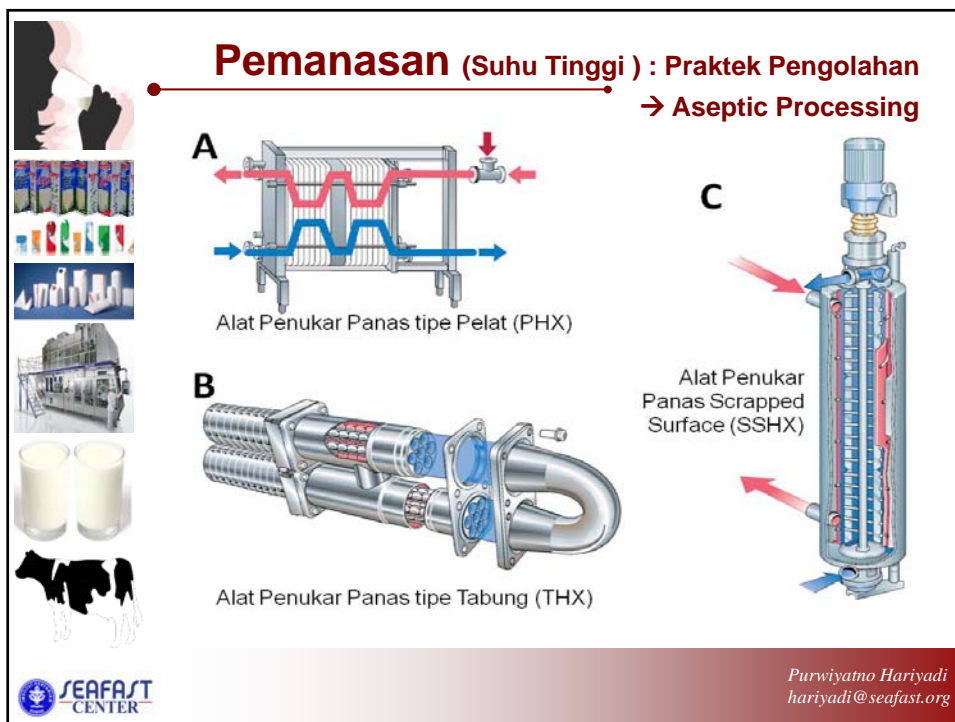 Pemanasan (Suhu Tinggi ) : Praktek Pengolahan
→ Aseptic Processing
A
Alat Penukar Panas tipe Pelat (PHX)
B
Alat Penukar Panas tipe Tabung (THX)
C
Alat Penukar
Panas Scrapped
Surface (SSHX)
SEAFAST
CENTER
Purwiyatno Hariyadi
hariyadi@seafast.org